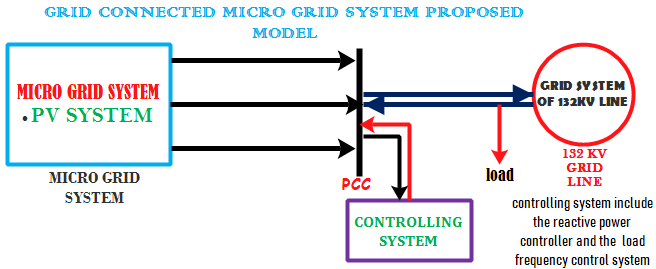 GRID CONNECTED MICRO GRID SYSTEM PROPOSED
MODEL
MICRO GRID SYSTEM
• PV SYSTEM
MICRO GRID
SYSTEM
PCC
CONTROLLING
SYSTEM
load
GRID SYSTEM
OF 132KV LINE
132 KV
GRID
LINE
controlling system include
the reactive power
controller and the load
frequency control system